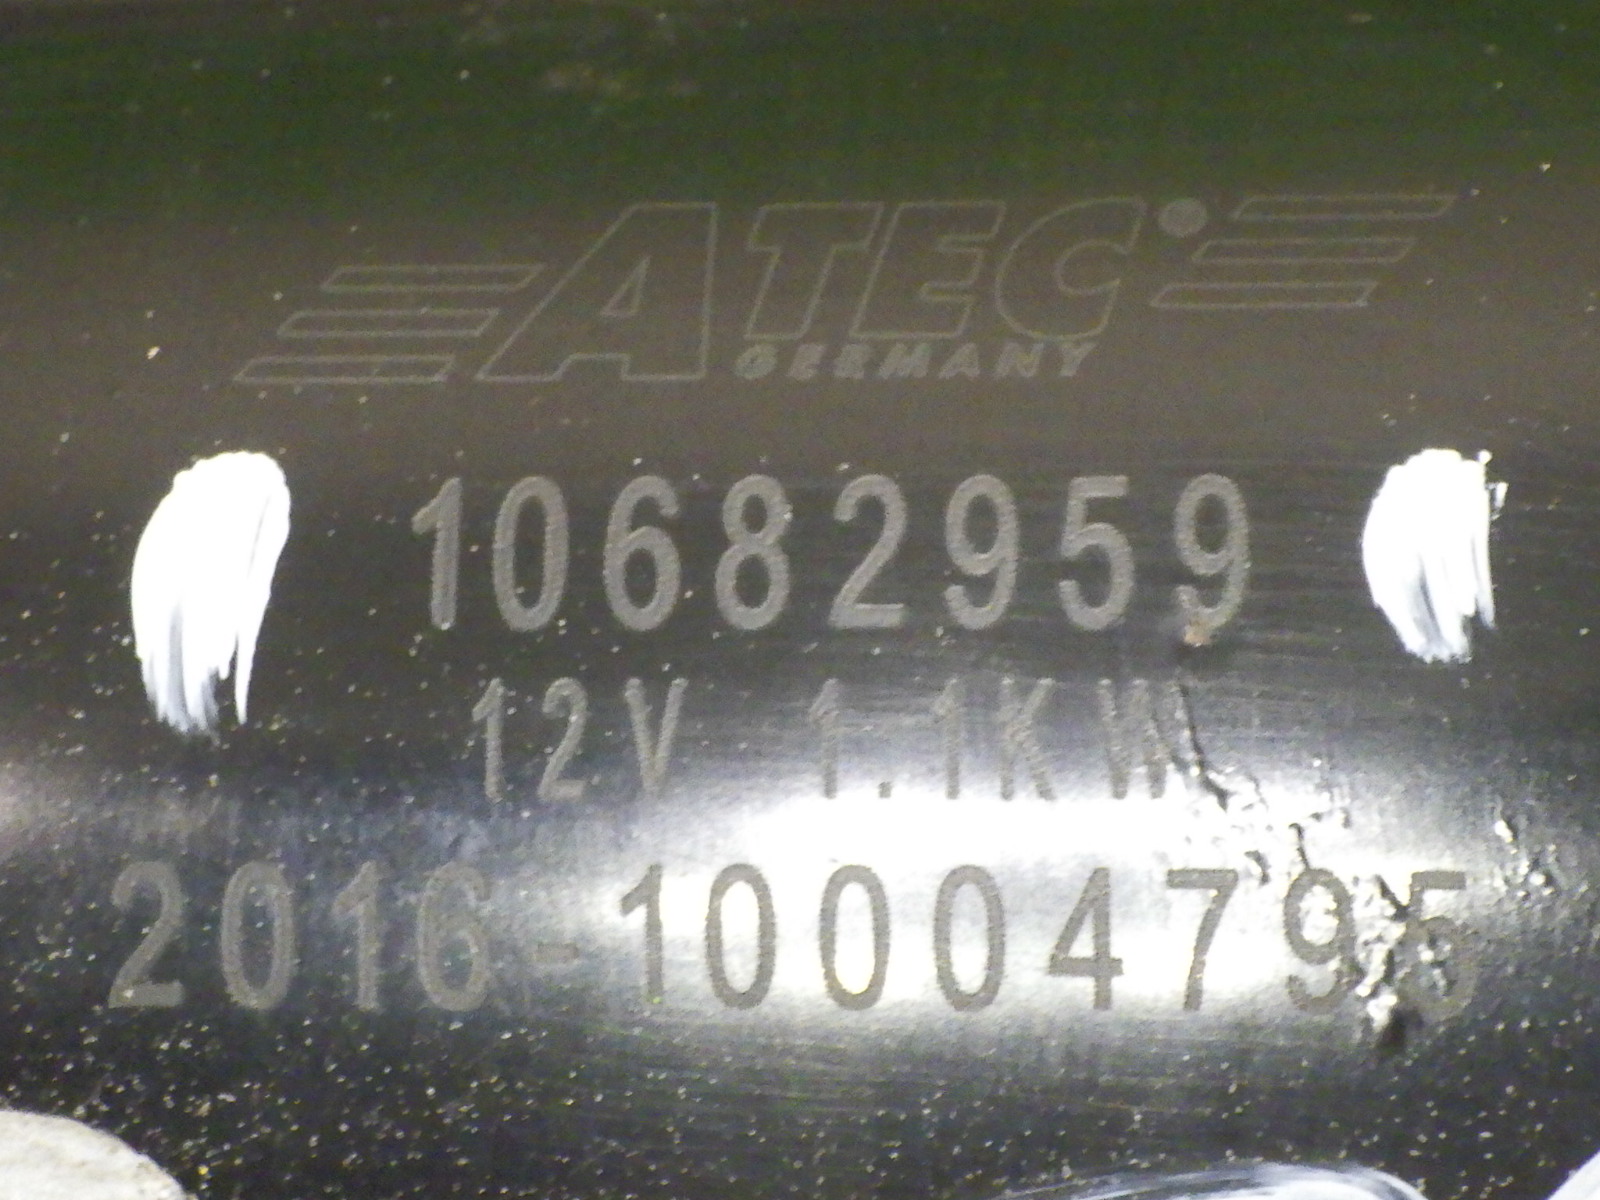 ATEC
GERMANY
10682959
12V 1.1KW
2016-10004795